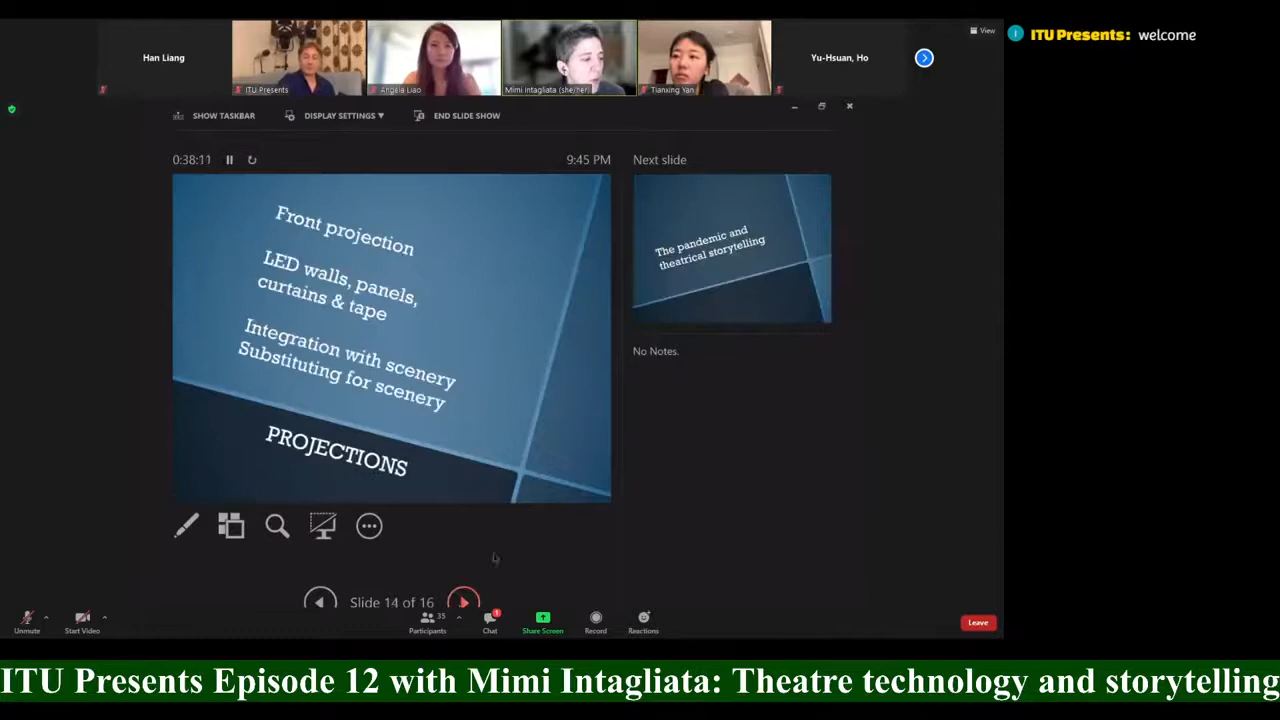 Han Liang
ITU Presents
Angela Liao
Mimi Intagliata (she/her)
Tianxing Yan
Yu-Hsuan, Ho
View
I ITU Presents: welcome
SHOW TASKBAR
DISPLAY SETTINGS ▼
END SLIDE SHOW
0:38:11
9:45 PM
Next slide
Front projection
LED walls, panels,
curtains & tape
Integration with scenery
Substituting for scenery
PROJECTIONS
The pandemic and
theatrical storytelling
No Notes.
Slide 14 of 16
Unmute
Start Video
35
Participants
1
Chat
Share Screen
Record
Reactions
Leave
ITU Presents Episode 12 with Mimi Intagliata: Theatre technology and storytelling